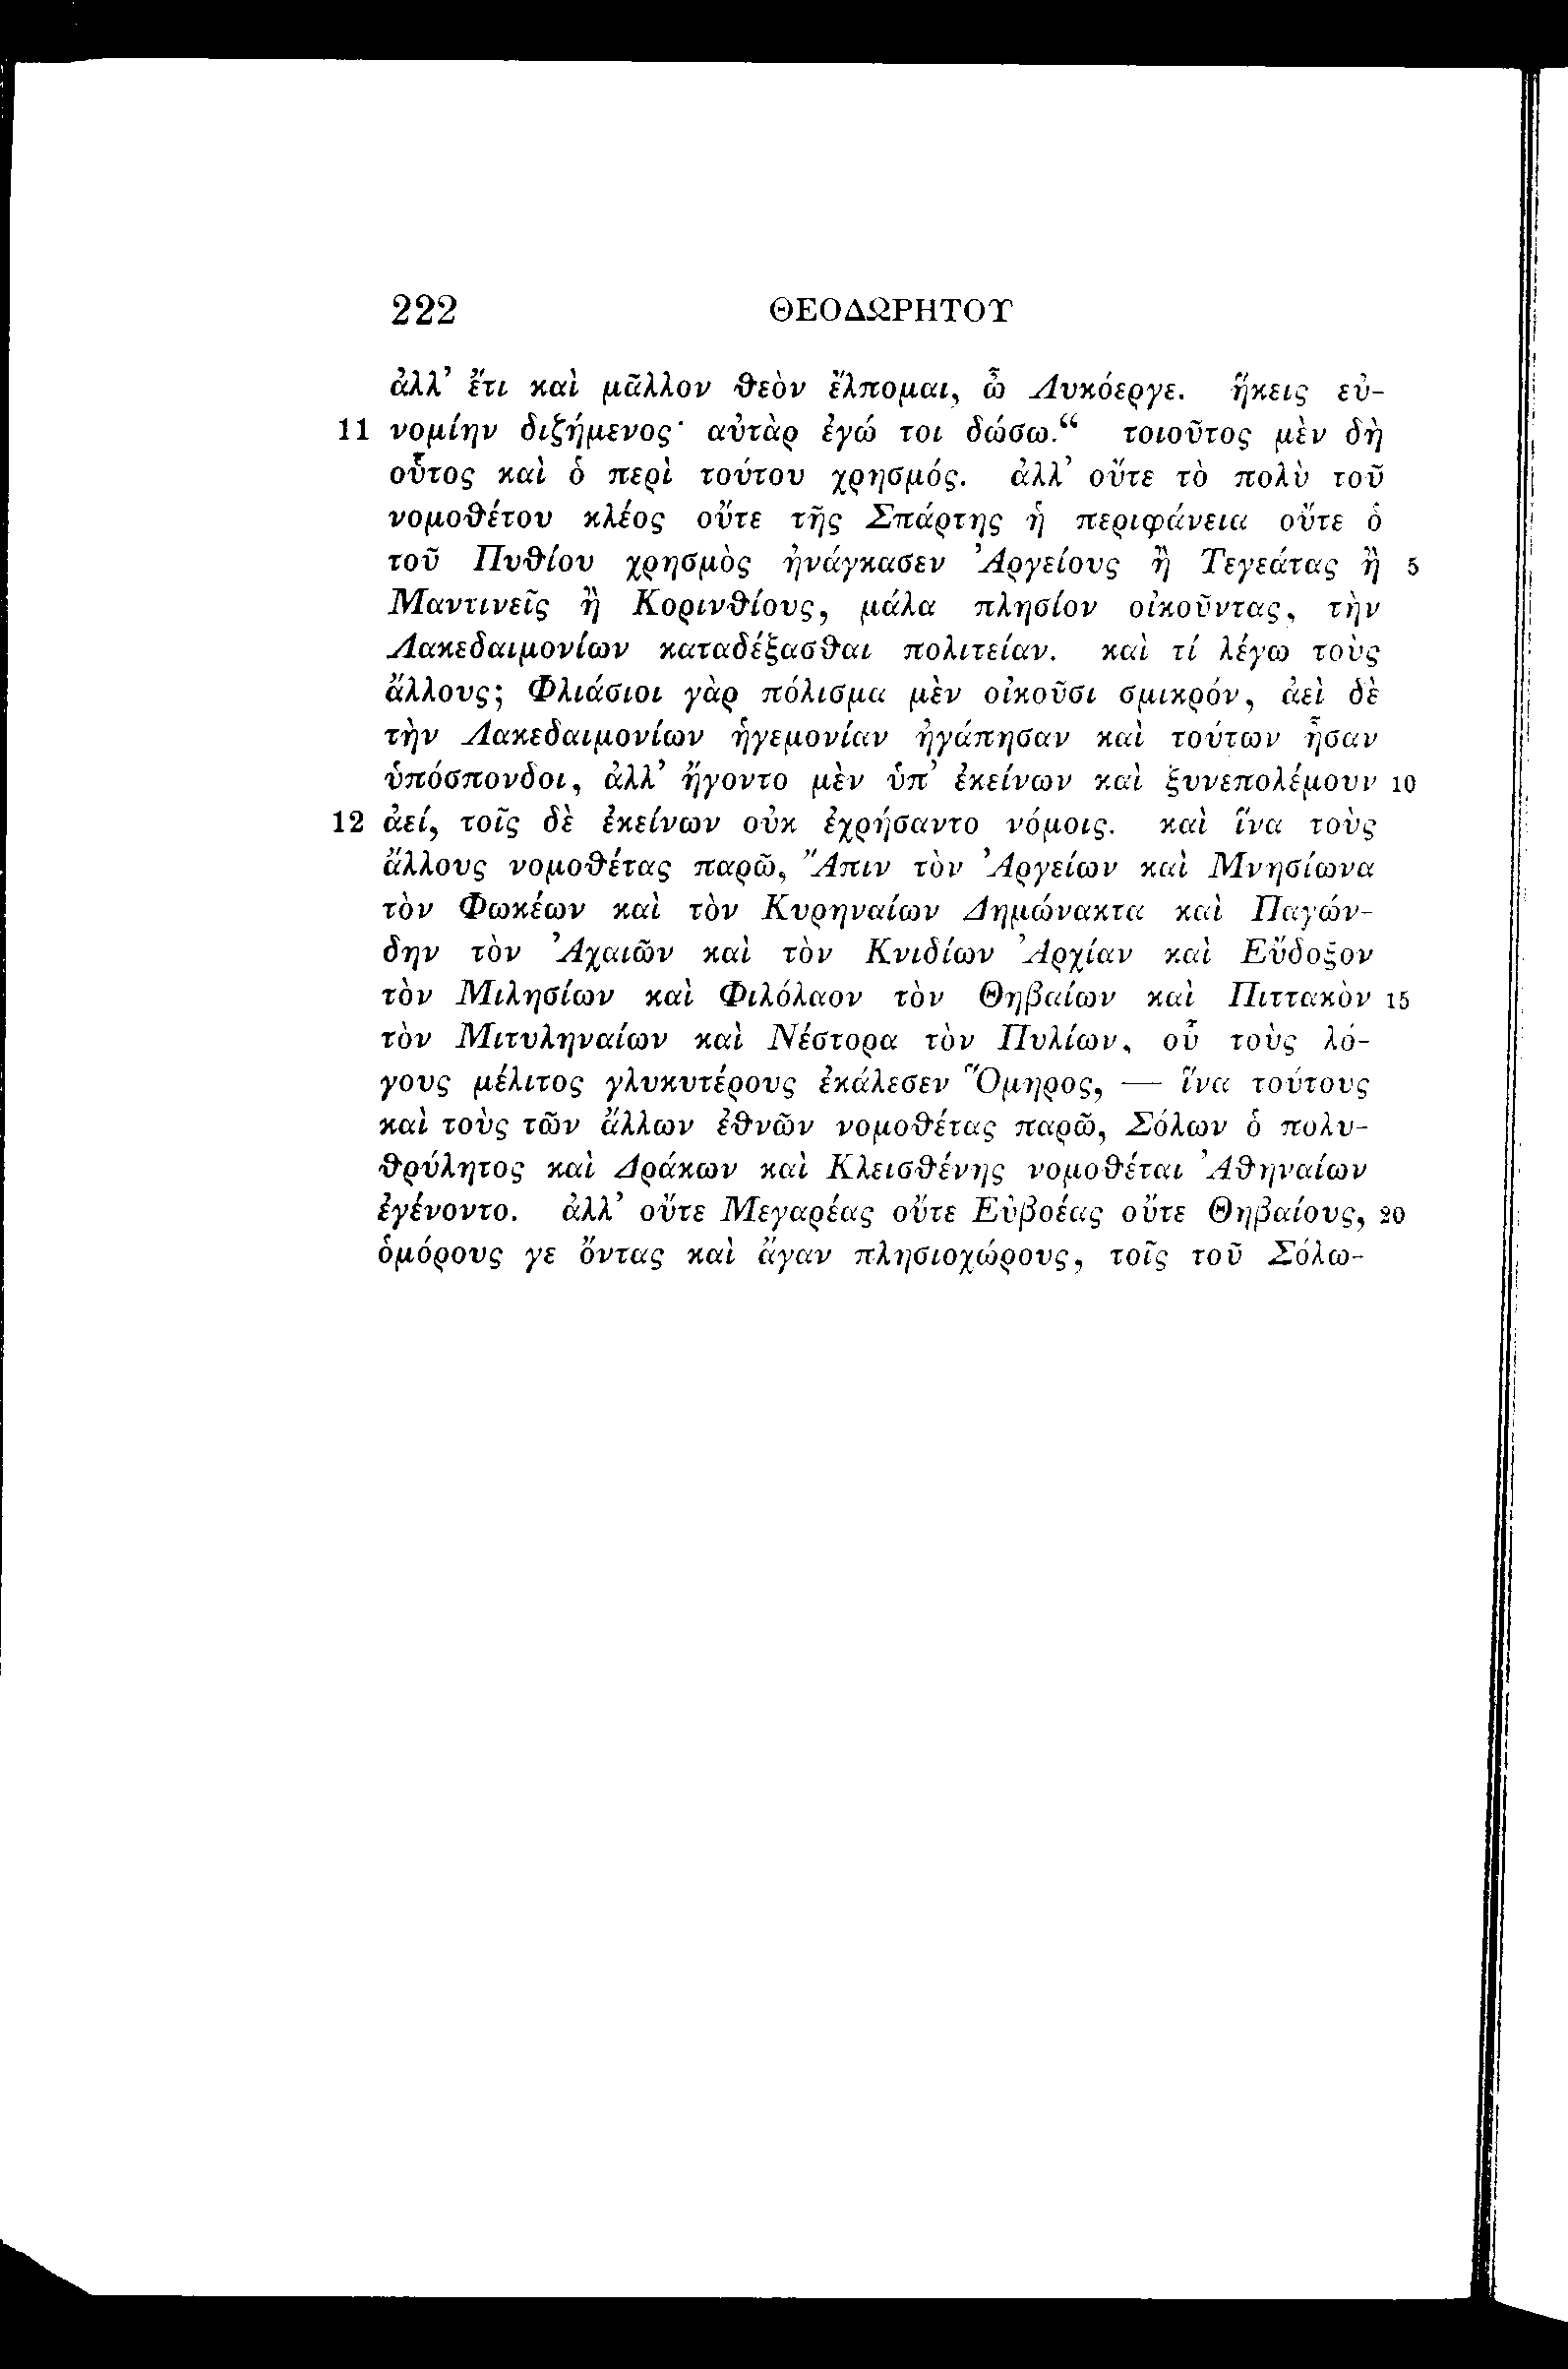 222 ΘΕΟΔΩΡΗΤΟΥ
ἀλλ’ ἔτι καὶ μᾶλλον θεὸν ἔλπομαι, ὦ Λυκόεργε. ἥκεις εὐ-
11 νομίην διζήμενος· αὐτὰρ ἐγώ τοι δώσω.“ τοιοῦτος μὲν δὴ
οὗτος καὶ ὁ περὶ τούτου χρησμός. ἀλλ’ οὔτε τὸ πολὺ τοῦ
νομοθέτου κλέος οὔτε τῆς Σπάρτης ἡ περιφάνεια οὔτε ὁ
τοῦ Πυθίου χρησμὸς ἠνάγκασεν Ἀργείους ἢ Τεγεάτας ἢ 5
Μαντινεῖς ἢ Κορινθίους, μάλα πλησίον οἰκοῦντας, τὴν
Λακεδαιμονίων καταδέξασθαι πολιτείαν. καὶ τί λέγω τοὺς
ἄλλους; Φλιάσιοι γὰρ πόλισμα μὲν οἰκοῦσι σμικρόν, ἀεὶ δὲ
τὴν Λακεδαιμονίων ἡγεμονίαν ἠγάπησαν καὶ τούτων ἦσαν
ὑπόσπονδοι, ἀλλ’ ἤγοντο μὲν ὑπ’ ἐκείνων καὶ ξυνεπολέμουν 10
12 ἀεί, τοῖς δὲ ἐκείνων οὐκ ἐχρήσαντο νόμοις. καὶ ἵνα τοὺς
ἄλλους νομοθέτας παρῶ, Ἄπιν τὸν Ἀργείων καὶ Μνησίωνα
τὸν Φωκέων καὶ τὸν Κυρηναίων Δημώνακτα καὶ Παγών-
δην τὸν Ἀχαιῶν καὶ τὸν Κνιδίων Ἀρχίαν καὶ Εὔδοξον
τὸν Μιλησίων καὶ Φιλόλαον τὸν Θηβαίων καὶ Πιττακὸν 15
τὸν Μιτυληναίων καὶ Νέστορα τὸν Πυλίων, οὗ τοὺς λό-
γους μέλιτος γλυκυτέρους ἐκάλεσεν Ὅμηρος, — ἵνα τούτους
καὶ τοὺς τῶν ἄλλων ἐθνῶν νομοθέτας παρῶ, Σόλων ὁ πολυ-
θρύλητος καὶ Δράκων καὶ Κλεισθένης νομοθέται Ἀθηναίων
ἐγένοντο. ἀλλ’ οὔτε Μεγαρέας οὔτε Εὐβοέας οὔτε Θηβαίους, 20
ὁμόρους γε ὄντας καὶ ἄγαν πλησιοχώρους, τοῖς τοῦ Σόλω-